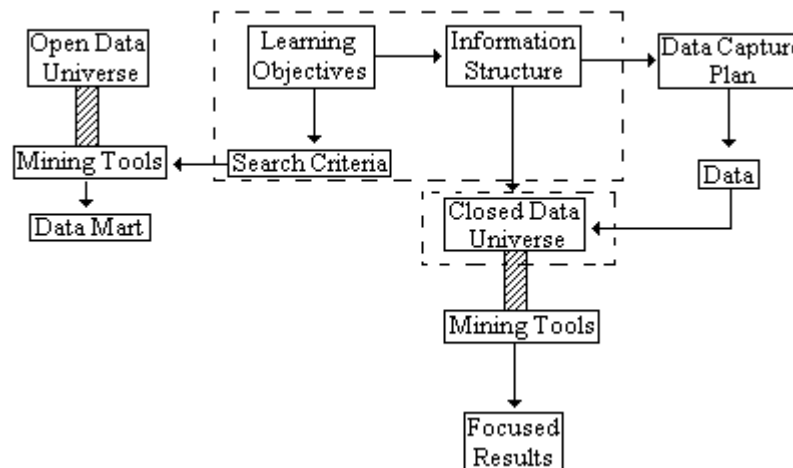 Open Data
Universe
Learning
Objectives
Information
Structure
Data Capture
Plan
Mining Tools
Search Criteria
Data
Data Mart
Closed Data
Universe
Mining Tools
Focused
Results